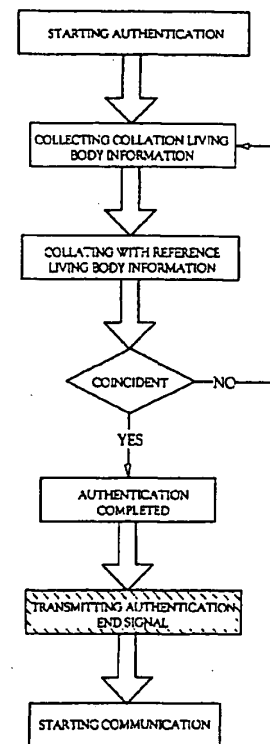 STARTING AUTHENTICATION
COLLECTING COLLATION LIVING
BODY INFORMATION
COLLATING WITH REFERENCE
LIVING BODY INFORMATION
COINCIDENT
NO
YES
AUTHENTICATION
COMPLETED
TRANSMITTING AUTHENTICATION
END SIGNAL
STARTING COMMUNICATION